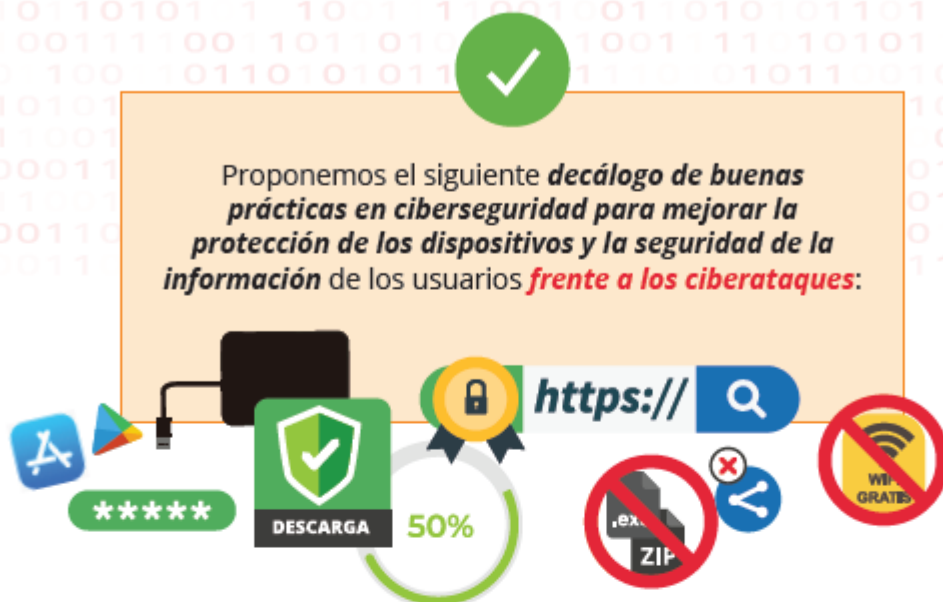 Proponemos el siguiente decálogo de buenas
prácticas en ciberseguridad para mejorar la
protección de los dispositivos y la seguridad de la
información de los usuarios frente a los ciberataques:
https://
*****
DESCARGA
50%
.exe
ZIP
WIFI
GRATIS